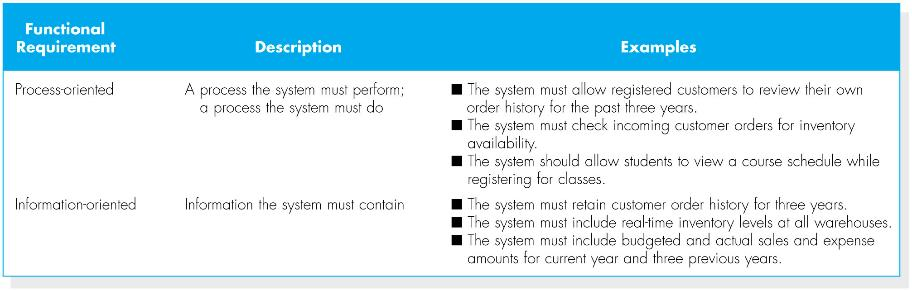 Functional
Requirement Description Examples
Process-oriented A process the system must perform; ■ The system must allow registered customers to review their own
a process the system must do order history for the past three years.
■ The system must check incoming customer orders for inventory
availability.
■ The system should allow students to view a course schedule while
registering for classes.
Information-oriented Information the system must contain ■ The system must retain customer order history for three years.
■ The system must include real-time inventory levels at all warehouses.
■ The system must include budgeted and actual sales and expense
amounts for current year and three previous years.